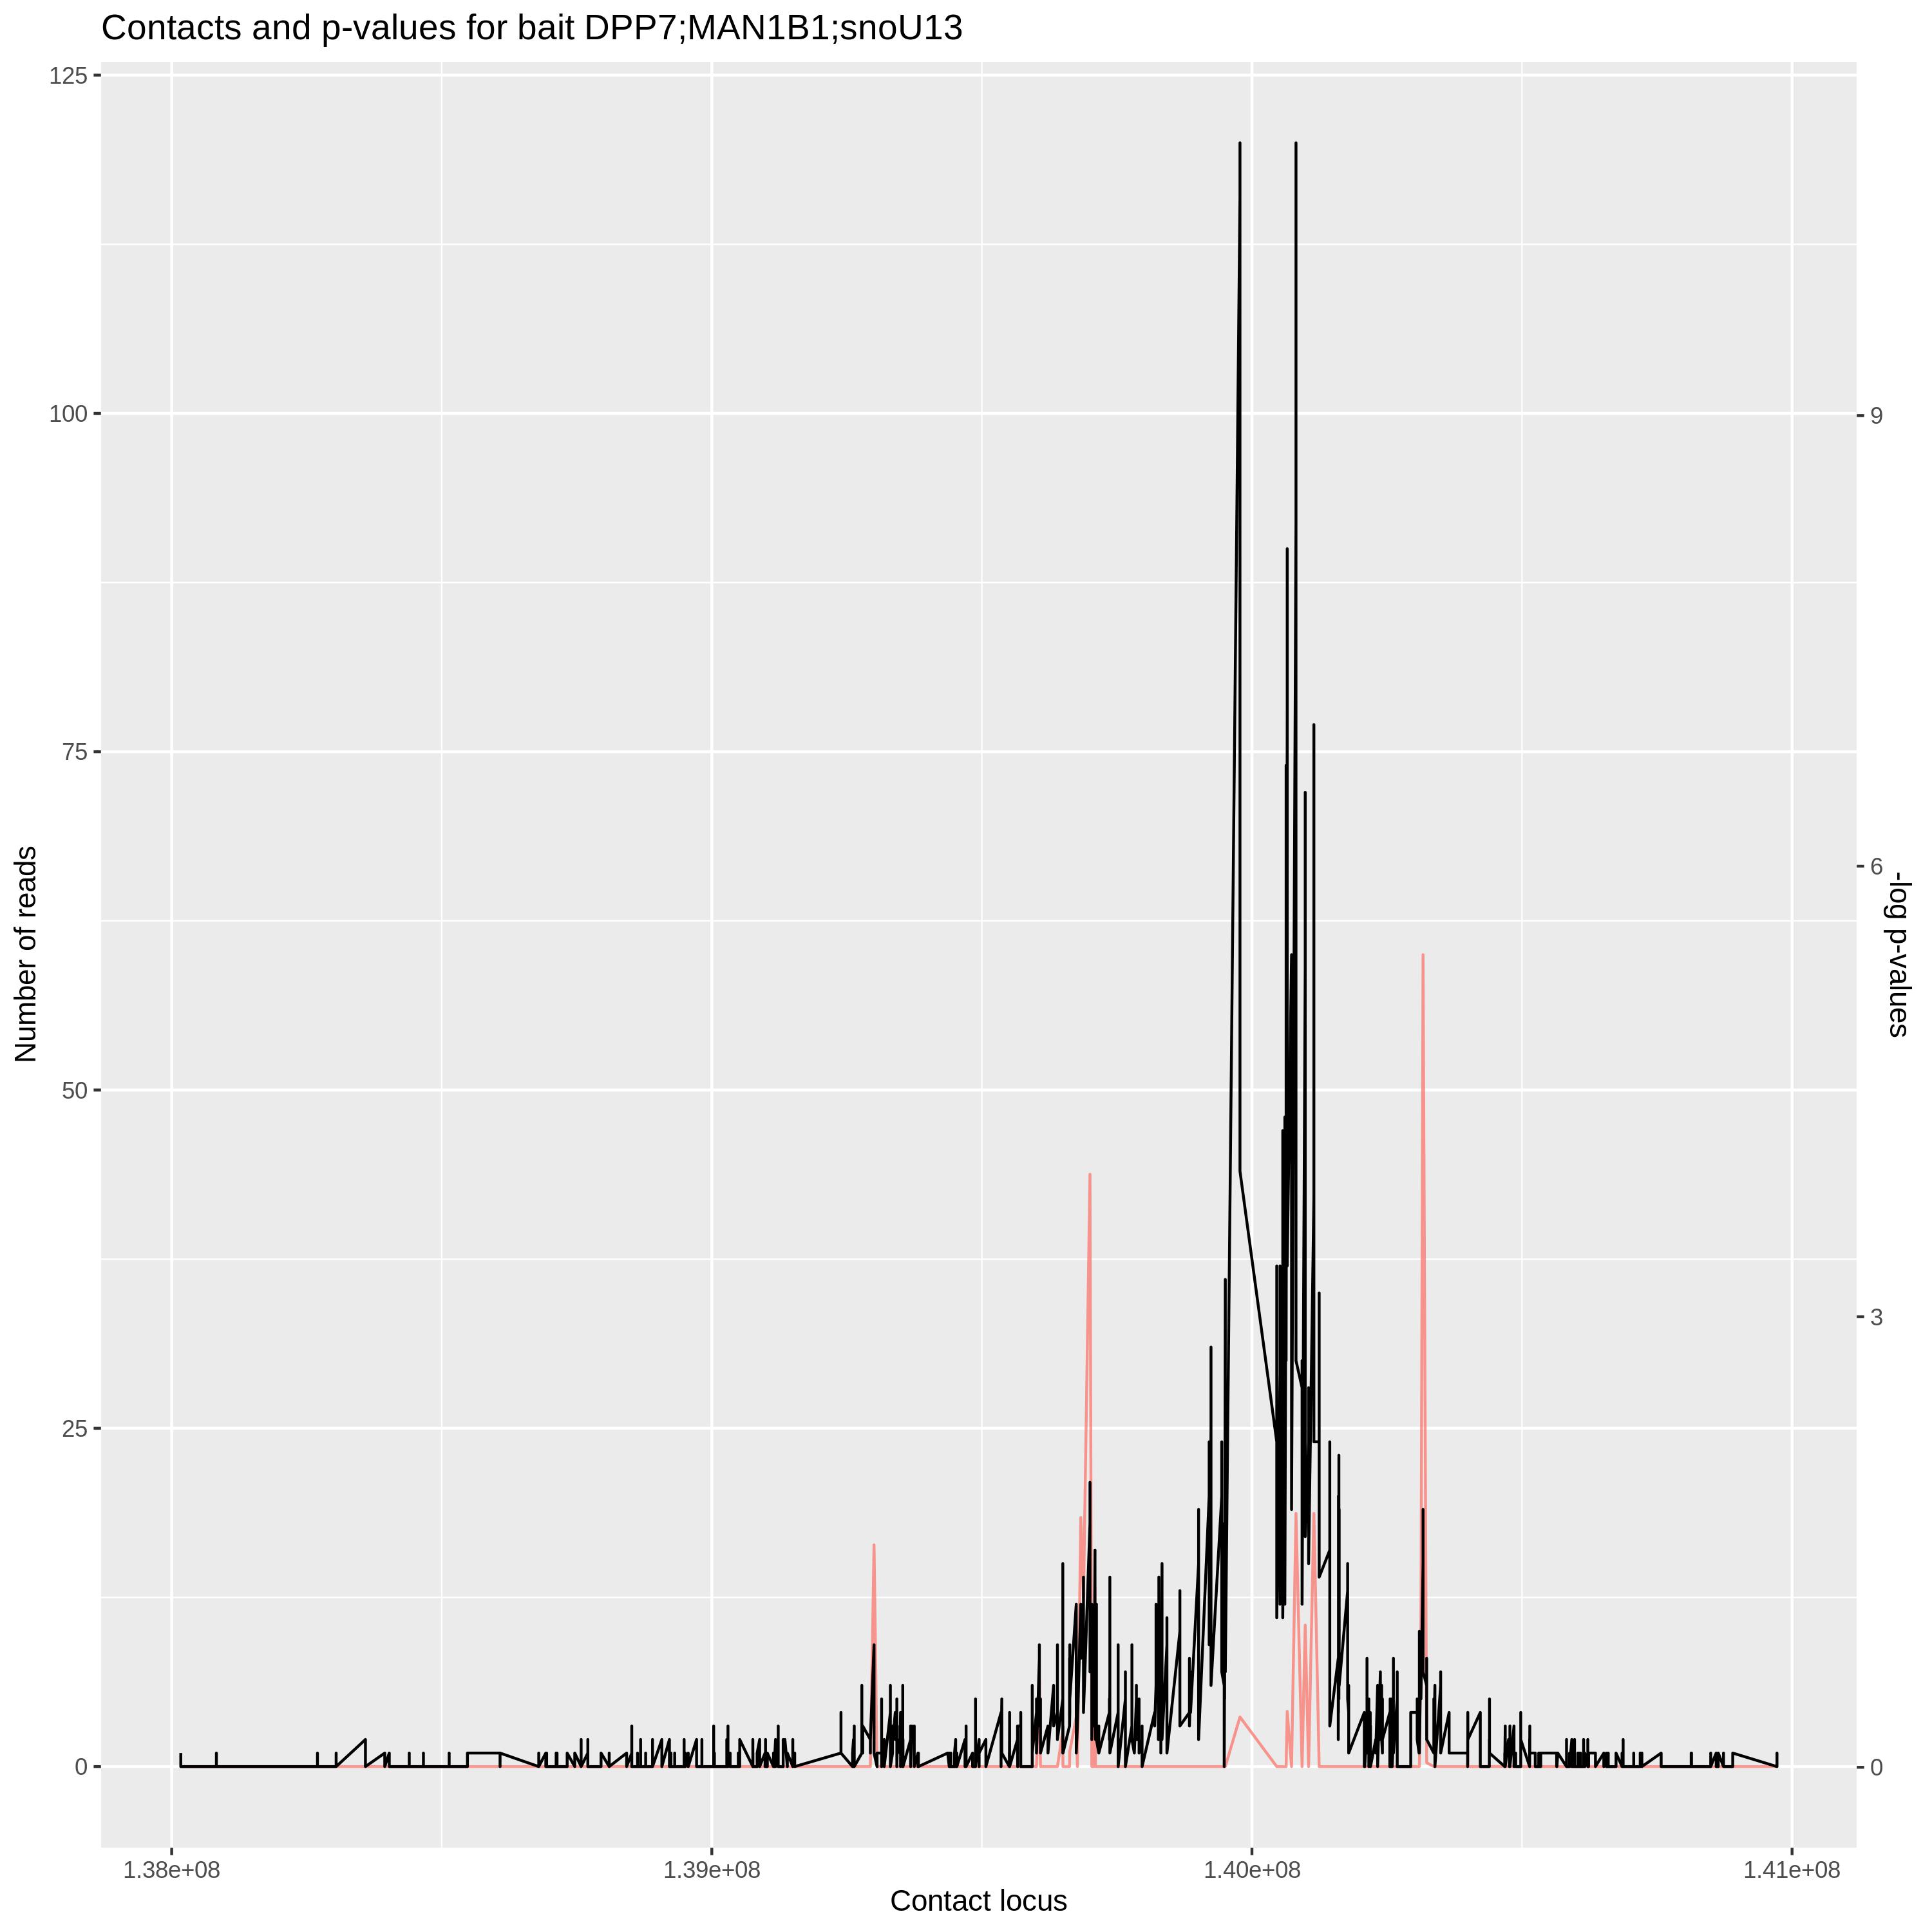 Contacts and p-values for bait DPP7;MAN1B1;snoU13
125
100
75
50
25
0
Number of reads
9
6
3
0
-log p-values
1.38e+08
1.39e+08
1.40e+08
1.41e+08
Contact locus